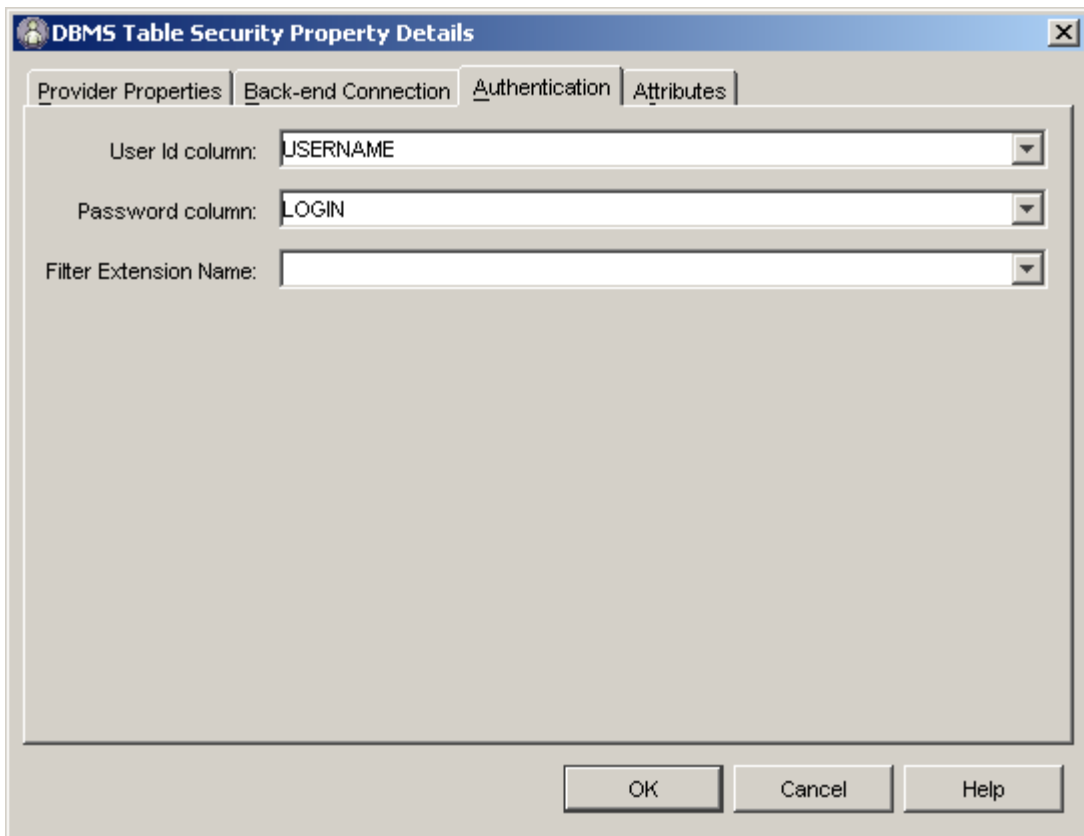 DBMS Table Security Property Details
Provider Properties Back-end Connection Authentication Attributes
User Id column: USERNAME
Password column: LOGIN
Filter Extension Name:
OK Cancel Help